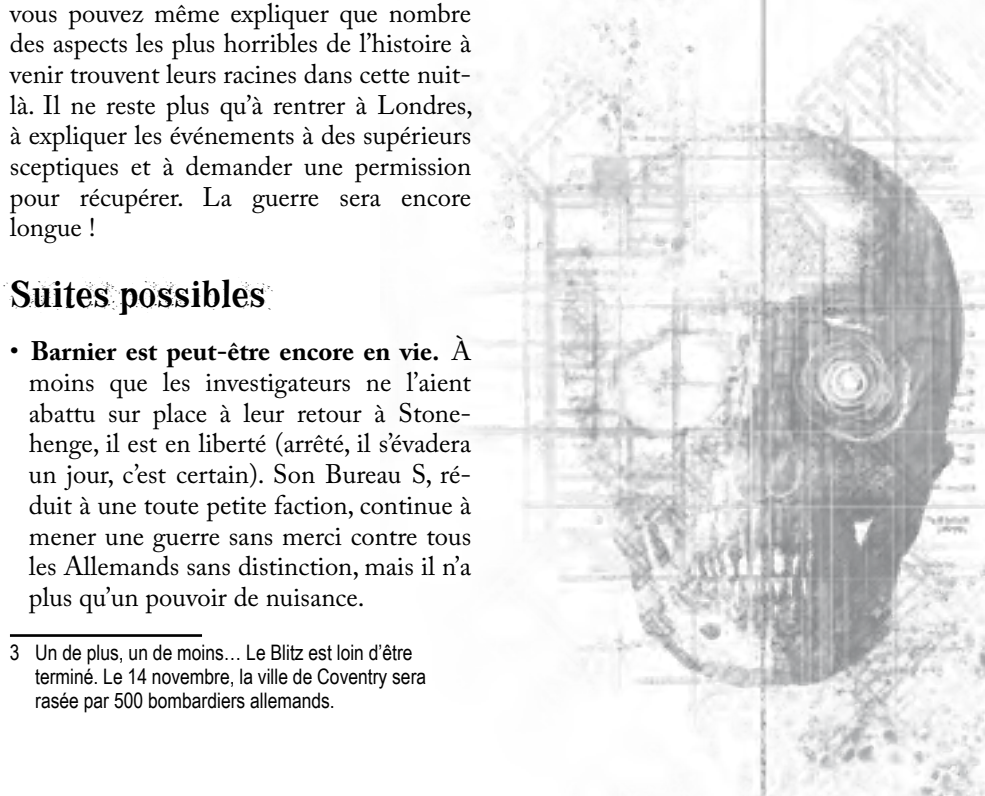 vous pouvez même expliquer que nombre
des aspects les plus horribles de l'histoire à
venir trouvent leurs racines dans cette nuit-
là. Il ne reste plus qu'à rentrer à Londres,
à expliquer les événements à des supérieurs
sceptiques et à demander une permission
pour récupérer. La guerre sera encore
longue !
Suites possibles
• Barnier est peut-être encore en vie. À
moins que les investigateurs ne l'aient
abattu sur place à leur retour à Stone-
henge, il est en liberté (arrêté, il s'évadera
un jour, c'est certain). Son Bureau S, ré-
duit à une toute petite faction, continue à
mener une guerre sans merci contre tous
les Allemands sans distinction, mais il n'a
plus qu'un pouvoir de nuisance.
3 Un de plus, un de moins… Le Blitz est loin d'être
terminé. Le 14 novembre, la ville de Coventry sera
rasée par 500 bombardiers allemands.